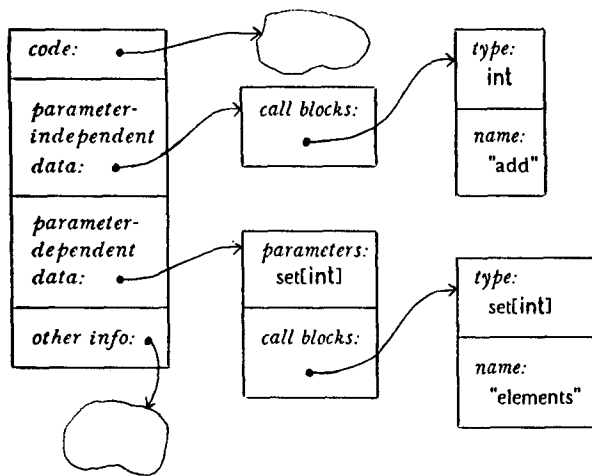 code:
parameter-
independent
data:
parameter-
dependent
data:
other info:
call blocks:
parameters:
set[int]
call blocks:
type:
int
name:
"add"
type:
set[int]
name:
"elements"